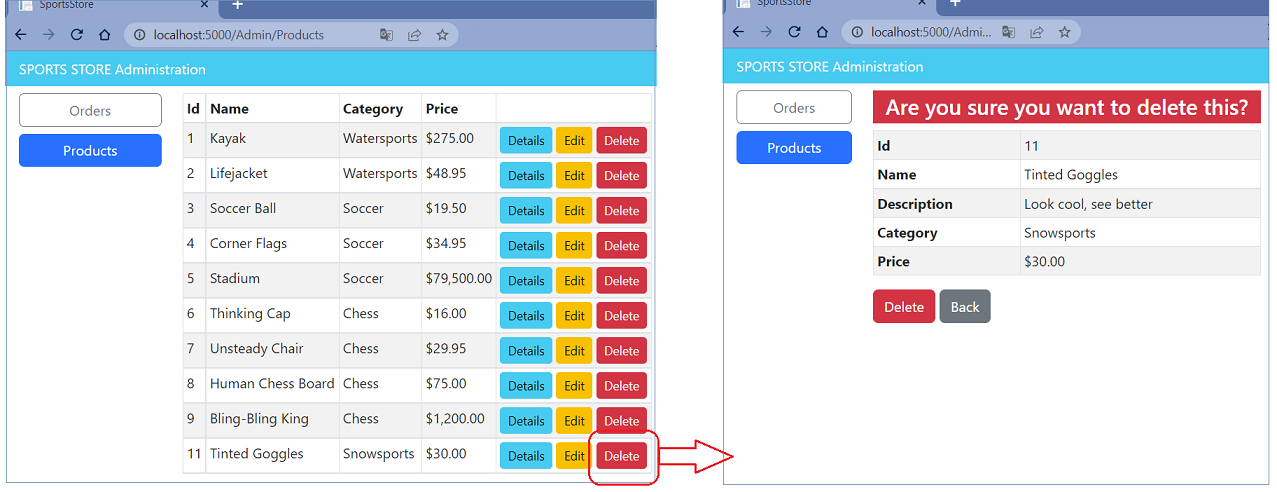 SportsStore
localhost:5000/Admin/Products
SPORTS STORE Administration
Orders
Products
Id Name Category Price
1 Kayak Watersports $275.00 Details Edit Delete
2 Lifejacket Watersports $48.95 Details Edit Delete
3 Soccer Ball Soccer $19.50 Details Edit Delete
4 Corner Flags Soccer $34.95 Details Edit Delete
5 Stadium Soccer $79,500.00 Details Edit Delete
6 Thinking Cap Chess $16.00 Details Edit Delete
7 Unsteady Chair Chess $29.95 Details Edit Delete
8 Human Chess Board Chess $75.00 Details Edit Delete
9 Bling-Bling King Chess $1,200.00 Details Edit Delete
11 Tinted Goggles Snowsports $30.00 Details Edit Delete
SportsStore
localhost:5000/Admi...
SPORTS STORE Administration
Orders
Products
Are you sure you want to delete this?
Id 11
Name Tinted Goggles
Description Look cool, see better
Category Snowsports
Price $30.00
Delete Back